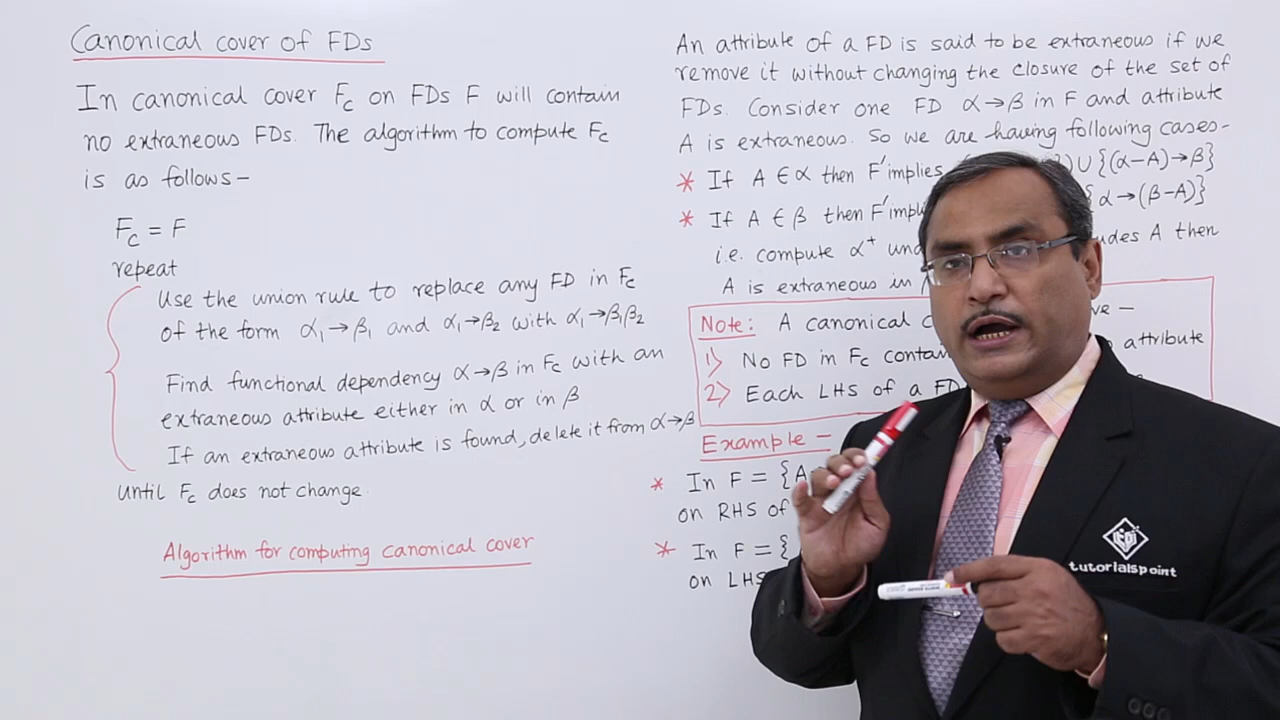 Canonical cover of FDs
In canonical cover Fc on FDs F will contain
no extraneous FDs. The algorithm to compute Fc
is as follows-
Fc = F
repeat
Use the union rule to replace any FD in Fc
of the form α₁→β₁ and α₁→β₂ with α₁→β₁β₂
Find functional dependency α→β in Fc with an
extraneous attribute either in α or in β
If an extraneous attribute is found, delete it from α→β
until Fc does not change.
Algorithm for computing canonical cover
An attribute of a FD is said to be extraneous if we
remove it without changing the closure of the set of
FDs. Consider one FD α→β in F and attribute
A is extraneous. So we are having following cases-
* If A ∈ α then F' implies ) ∪ {(α-A)→β}
* If A ∈ β then { α→(β-A)}
i.e. compute α⁺ A then
A is extraneous in
Note: A canonical
1) No FD in Fc attribute
2) Each LHS of a FD
Example -
* In F = {A
on RHS of
* In F = {
on LHS
tutorialspoint